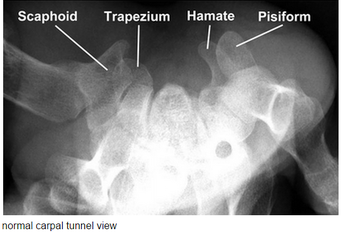 Scaphoid Trapezium Hamate Pisiform
normal carpal tunnel view